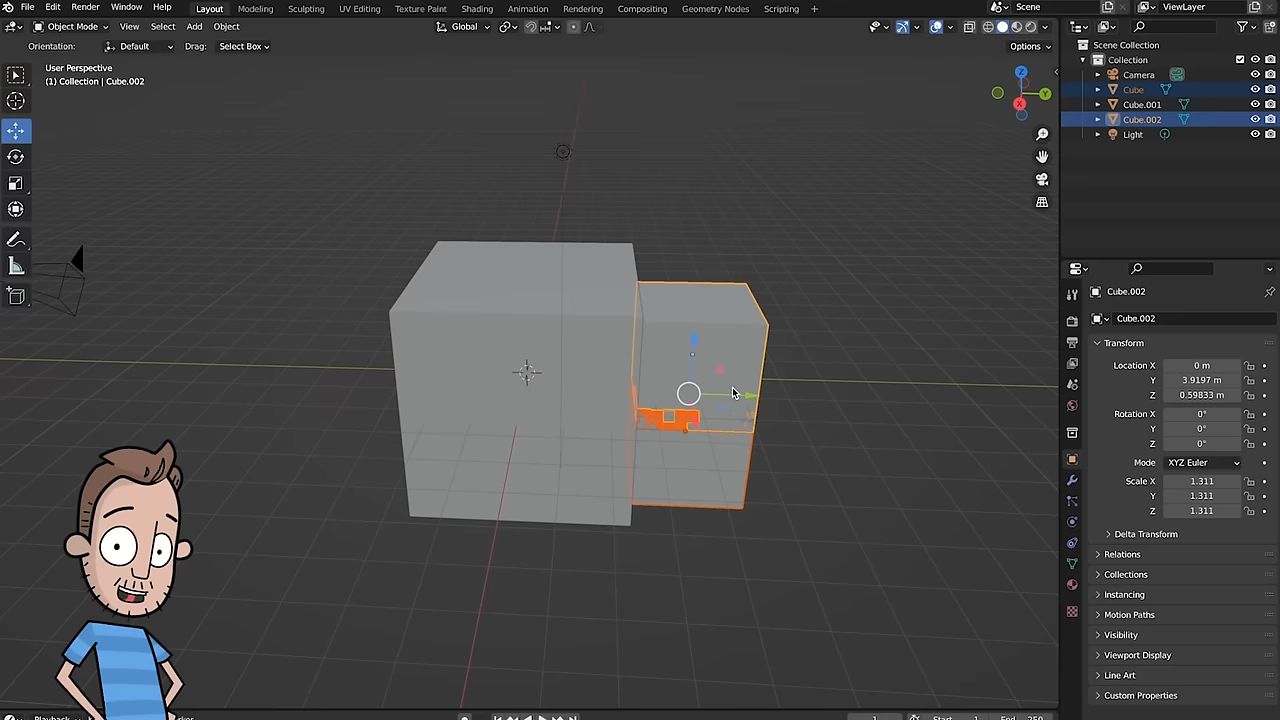 File Edit Render Window Help Layout Modeling Sculpting UV Editing Texture Paint Shading Animation Rendering Compositing Geometry Nodes Scripting + Scene ViewLayer
Object Mode View Select Add Object Global
Orientation: Default Drag: Select Box Options
User Perspective
(1) Collection | Cube.002
Z
Y
X
Scene Collection
Collection
Camera
Cube
Cube.001
Cube.002
Light
Cube.002
Cube.002
Transform
Location X 0 m
Y 3.9197 m
Z 0.59833 m
Rotation X 0°
Y 0°
Z 0°
Mode XYZ Euler
Scale X 1.311
Y 1.311
Z 1.311
Delta Transform
Relations
Collections
Instancing
Motion Paths
Visibility
Viewport Display
Line Art
Custom Properties
Playback 1 Start 1 End 250